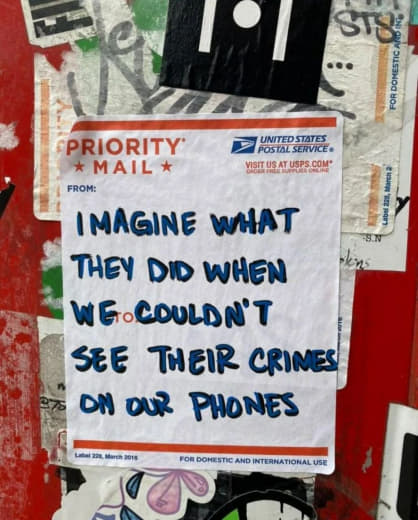 STS
FOR DOMESTIC AND IN
PRIORITY
★ MAIL ★
UNITED STATES
POSTAL SERVICE®
VISIT US AT USPS.COM®
ORDER FREE SUPPLIES ONLINE
Label 228, March 2
FROM:
IMAGINE WHAT
THEY DID WHEN
WE COULDN'T
TO
SEE THEIR CRIMES
ON OUR PHONES
Label 228, March 2016
FOR DOMESTIC AND INTERNATIONAL USE